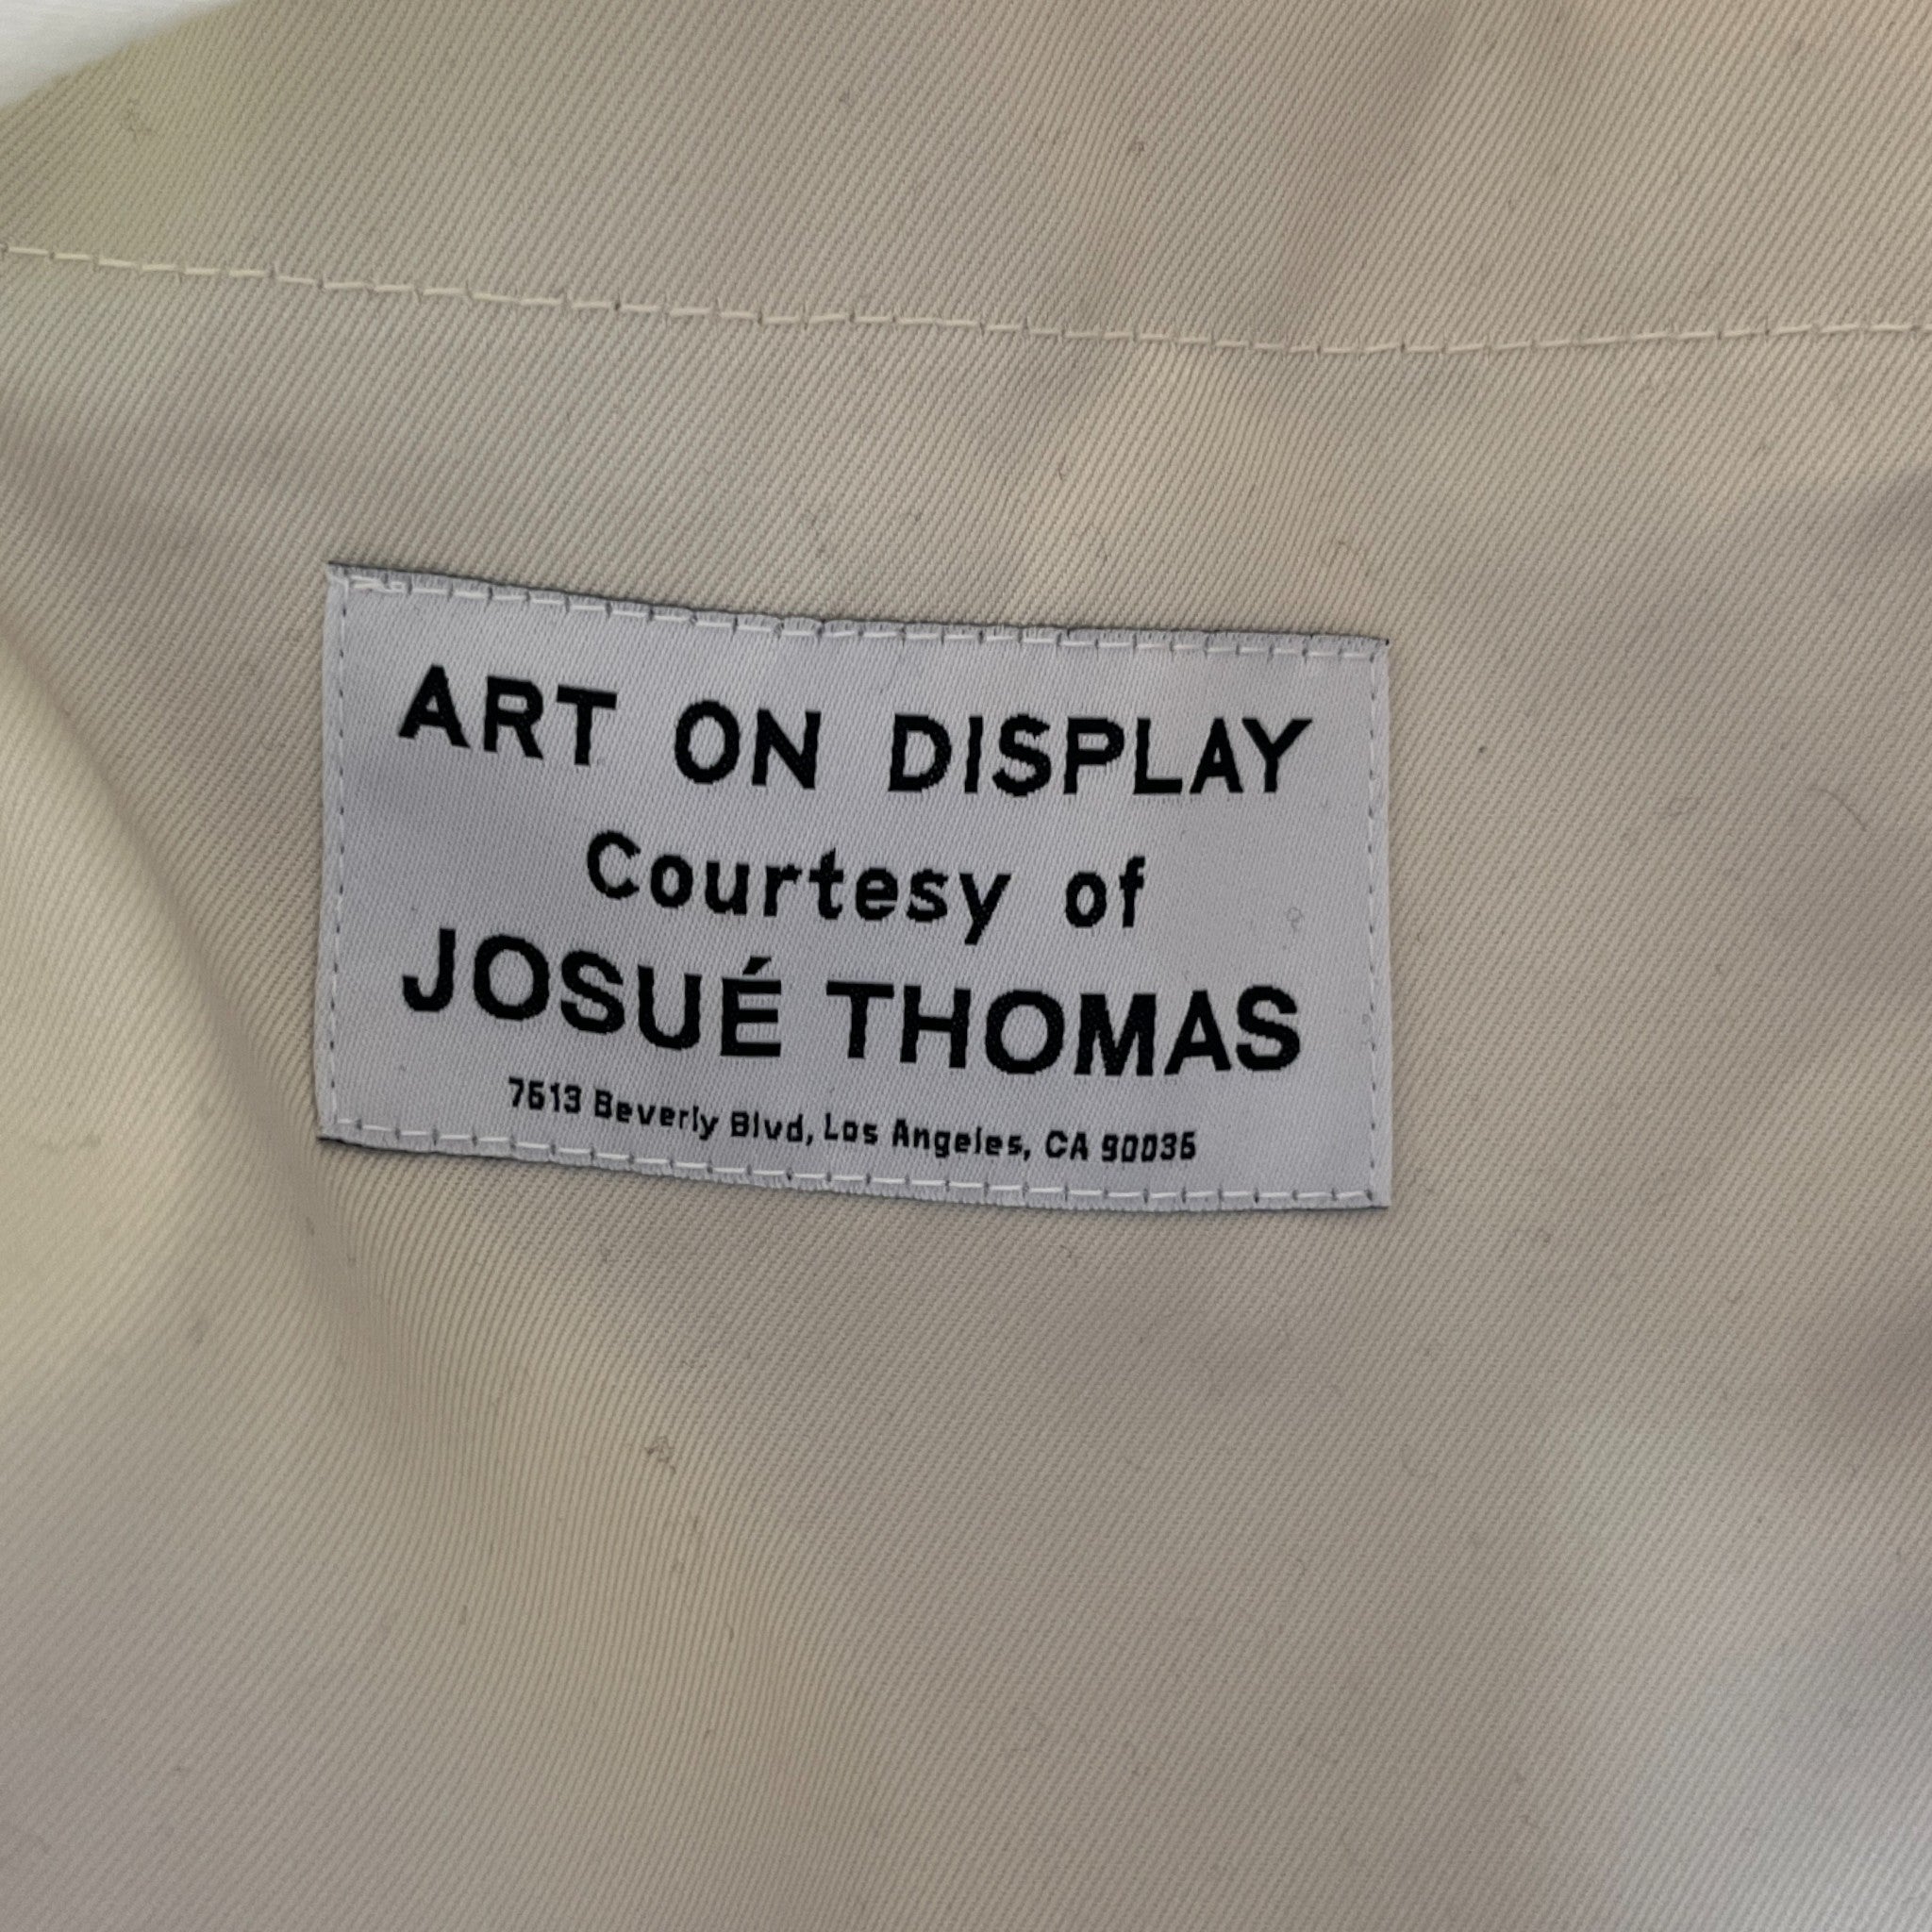 ART ON DISPLAY
Courtesy of
JOSUÉ THOMAS
7613 Beverly Blvd, Los Angeles, CA 90036